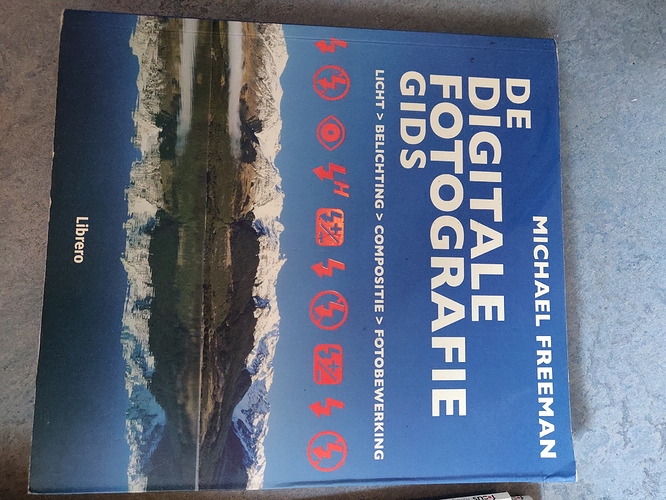 MICHAEL FREEMAN
DE
DIGITALE
FOTOGRAFIE
GIDS
LICHT > BELICHTING > COMPOSITIE > FOTOBEWERKING
H
Librero